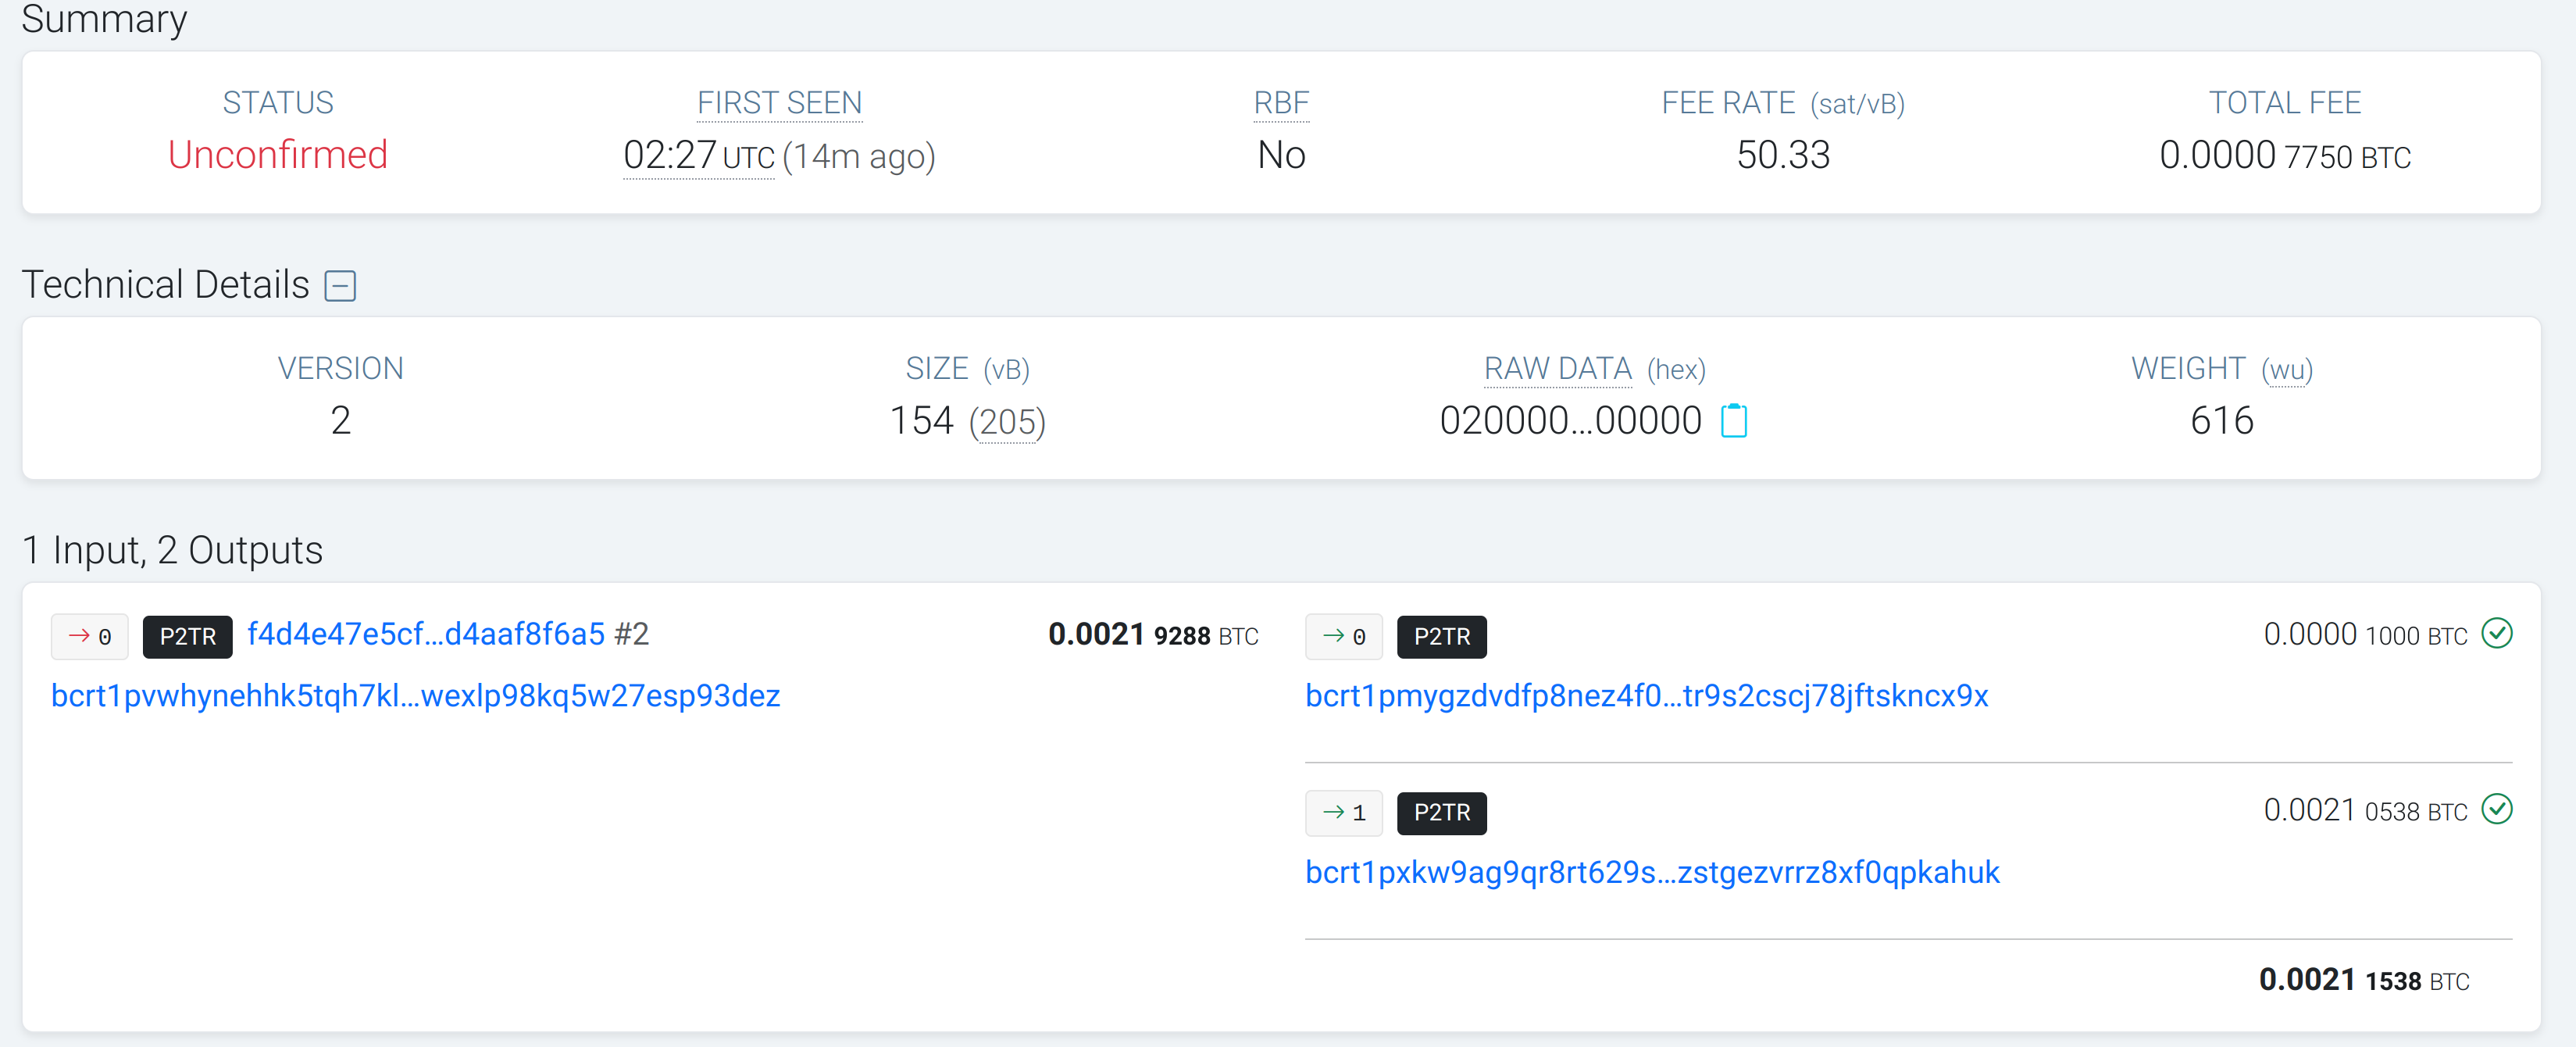 Summary
STATUS FIRST SEEN RBF FEE RATE (sat/vB) TOTAL FEE
Unconfirmed 02:27 UTC (14m ago) No 50.33 0.0000 7750 BTC
Technical Details
VERSION SIZE (vB) RAW DATA (hex) WEIGHT (wu)
2 154 (205) 020000...00000 616
1 Input, 2 Outputs
→ 0 P2TR f4d4e47e5cf...d4aaf8f6a5 #2 0.0021 9288 BTC
bcrt1pvwhynehhk5tqh7kl...wexlp98kq5w27esp93dez
→ 0 P2TR 0.0000 1000 BTC
bcrt1pmygzdvdfp8nez4f0...tr9s2cscj78jftskncx9x
→ 1 P2TR 0.0021 0538 BTC
bcrt1pxkw9ag9qr8rt629s...zstgezvrrz8xf0qpkahuk
0.0021 1538 BTC